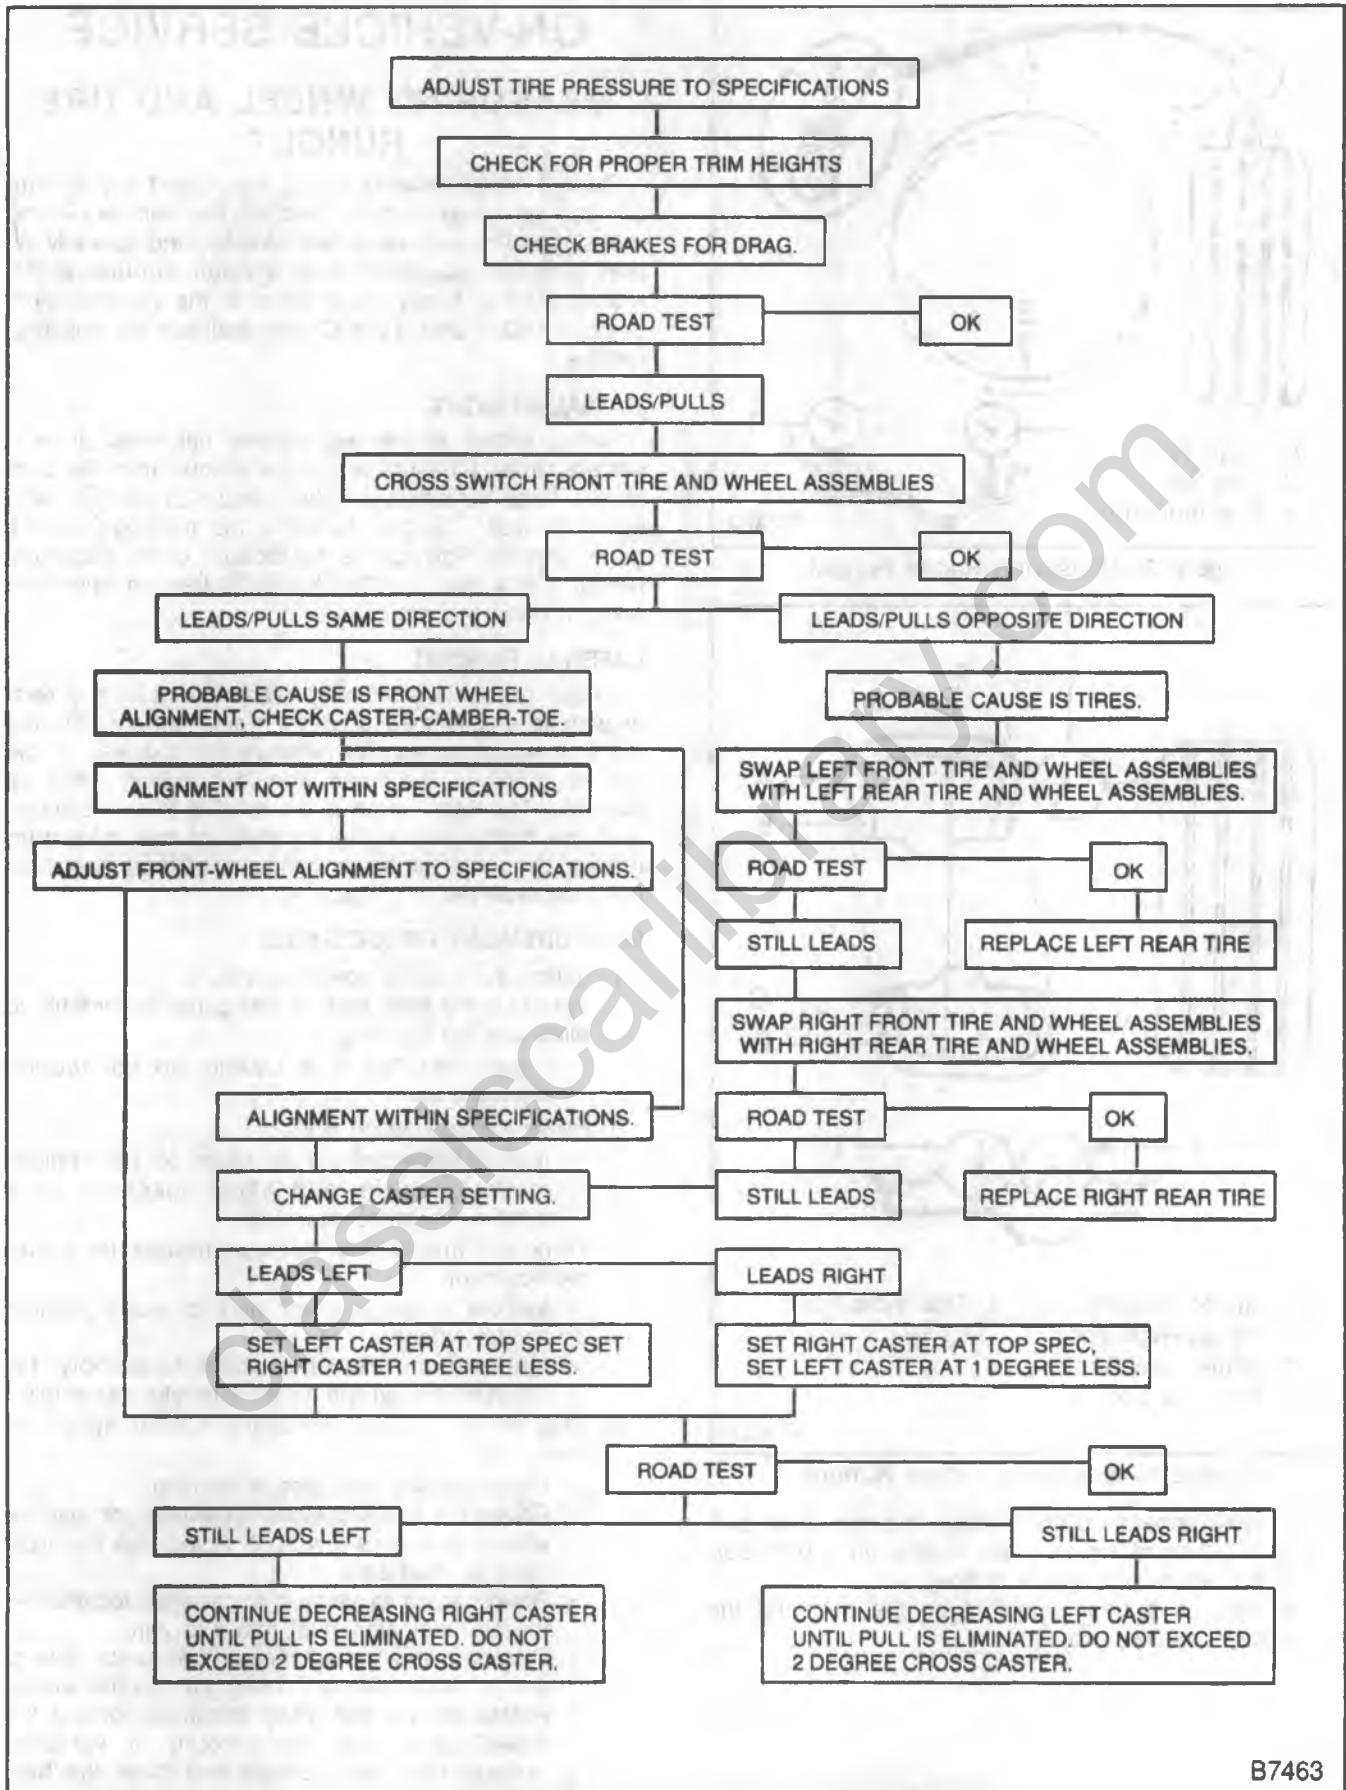 ADJUST TIRE PRESSURE TO SPECIFICATIONS
CHECK FOR PROPER TRIM HEIGHTS
CHECK BRAKES FOR DRAG.
ROAD TEST
OK
LEADS/PULLS
CROSS SWITCH FRONT TIRE AND WHEEL ASSEMBLIES
ROAD TEST
OK
LEADS/PULLS SAME DIRECTION
LEADS/PULLS OPPOSITE DIRECTION
PROBABLE CAUSE IS FRONT WHEEL
ALIGNMENT, CHECK CASTER-CAMBER-TOE.
PROBABLE CAUSE IS TIRES.
ALIGNMENT NOT WITHIN SPECIFICATIONS
SWAP LEFT FRONT TIRE AND WHEEL ASSEMBLIES
WITH LEFT REAR TIRE AND WHEEL ASSEMBLIES.
ADJUST FRONT-WHEEL ALIGNMENT TO SPECIFICATIONS.
ROAD TEST
OK
STILL LEADS
REPLACE LEFT REAR TIRE
SWAP RIGHT FRONT TIRE AND WHEEL ASSEMBLIES
WITH RIGHT REAR TIRE AND WHEEL ASSEMBLIES.
ALIGNMENT WITHIN SPECIFICATIONS.
ROAD TEST
OK
CHANGE CASTER SETTING.
STILL LEADS
REPLACE RIGHT REAR TIRE
LEADS LEFT
LEADS RIGHT
SET LEFT CASTER AT TOP SPEC SET
RIGHT CASTER 1 DEGREE LESS.
SET RIGHT CASTER AT TOP SPEC,
SET LEFT CASTER AT 1 DEGREE LESS.
ROAD TEST
OK
STILL LEADS LEFT
STILL LEADS RIGHT
CONTINUE DECREASING RIGHT CASTER
UNTIL PULL IS ELIMINATED. DO NOT
EXCEED 2 DEGREE CROSS CASTER.
CONTINUE DECREASING LEFT CASTER
UNTIL PULL IS ELIMINATED. DO NOT EXCEED
2 DEGREE CROSS CASTER.
B7463
classiccarlibrary.com